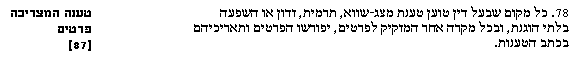 78. כל מקום שבעל דין טוען טענת מצג-שווא, תרמית, זדון או השפעה
בלתי הוגנת, ובכל מקרה אחר המזקיק לפרטים, יפורשו הפרטים ותאריכיהם
בכתב הטענות.
טענה המצריכה
פרטים
[87]